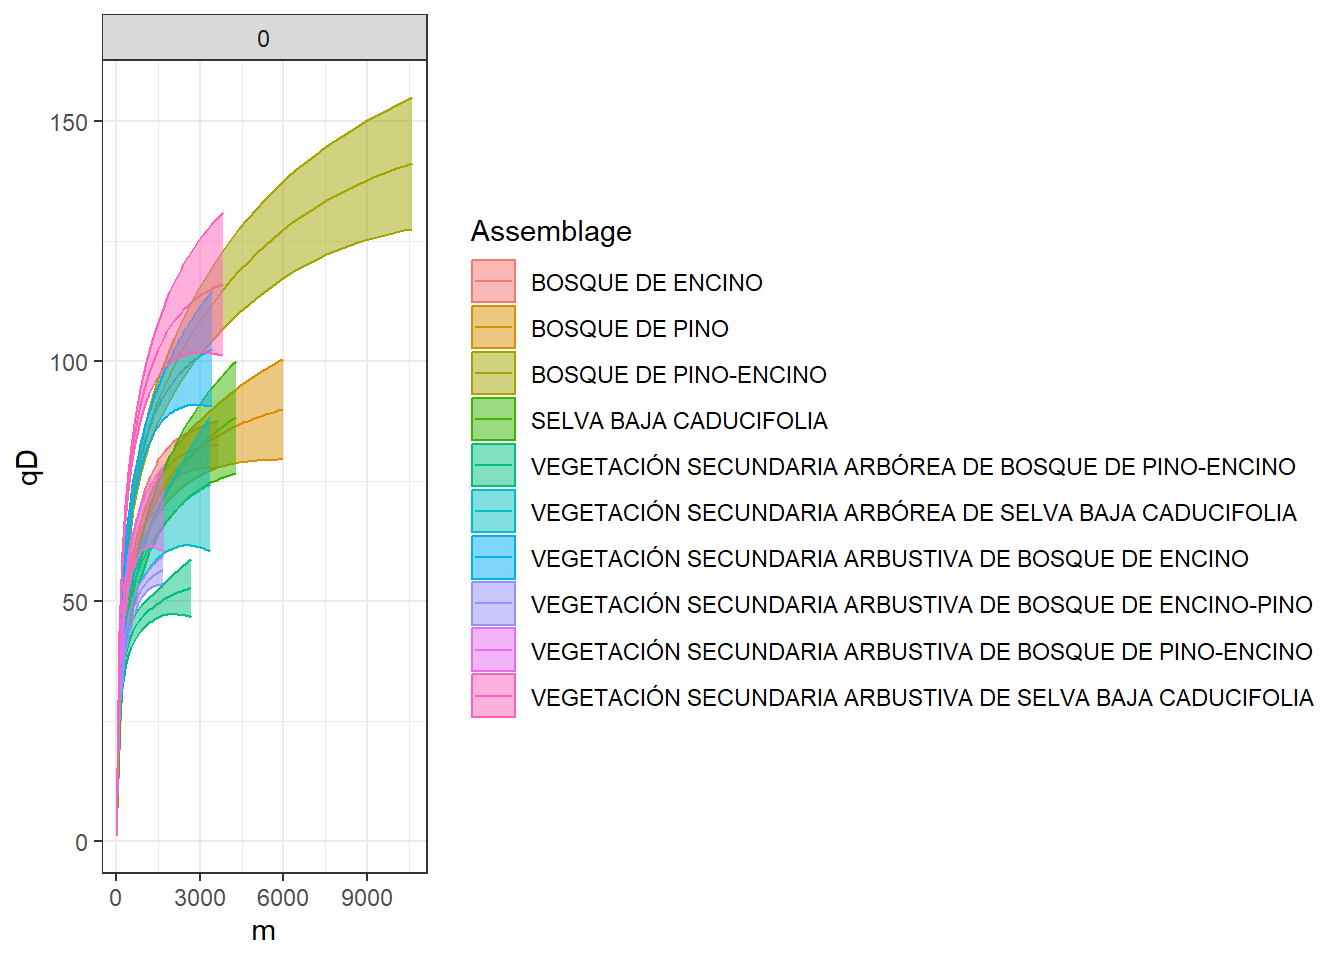 0
150
100
50
0
qD
0 3000 6000 9000
m
Assemblage
BOSQUE DE ENCINO
BOSQUE DE PINO
BOSQUE DE PINO-ENCINO
SELVA BAJA CADUCIFOLIA
VEGETACIÓN SECUNDARIA ARBÓREA DE BOSQUE DE PINO-ENCINO
VEGETACIÓN SECUNDARIA ARBÓREA DE SELVA BAJA CADUCIFOLIA
VEGETACIÓN SECUNDARIA ARBUSTIVA DE BOSQUE DE ENCINO
VEGETACIÓN SECUNDARIA ARBUSTIVA DE BOSQUE DE ENCINO-PINO
VEGETACIÓN SECUNDARIA ARBUSTIVA DE BOSQUE DE PINO-ENCINO
VEGETACIÓN SECUNDARIA ARBUSTIVA DE SELVA BAJA CADUCIFOLIA